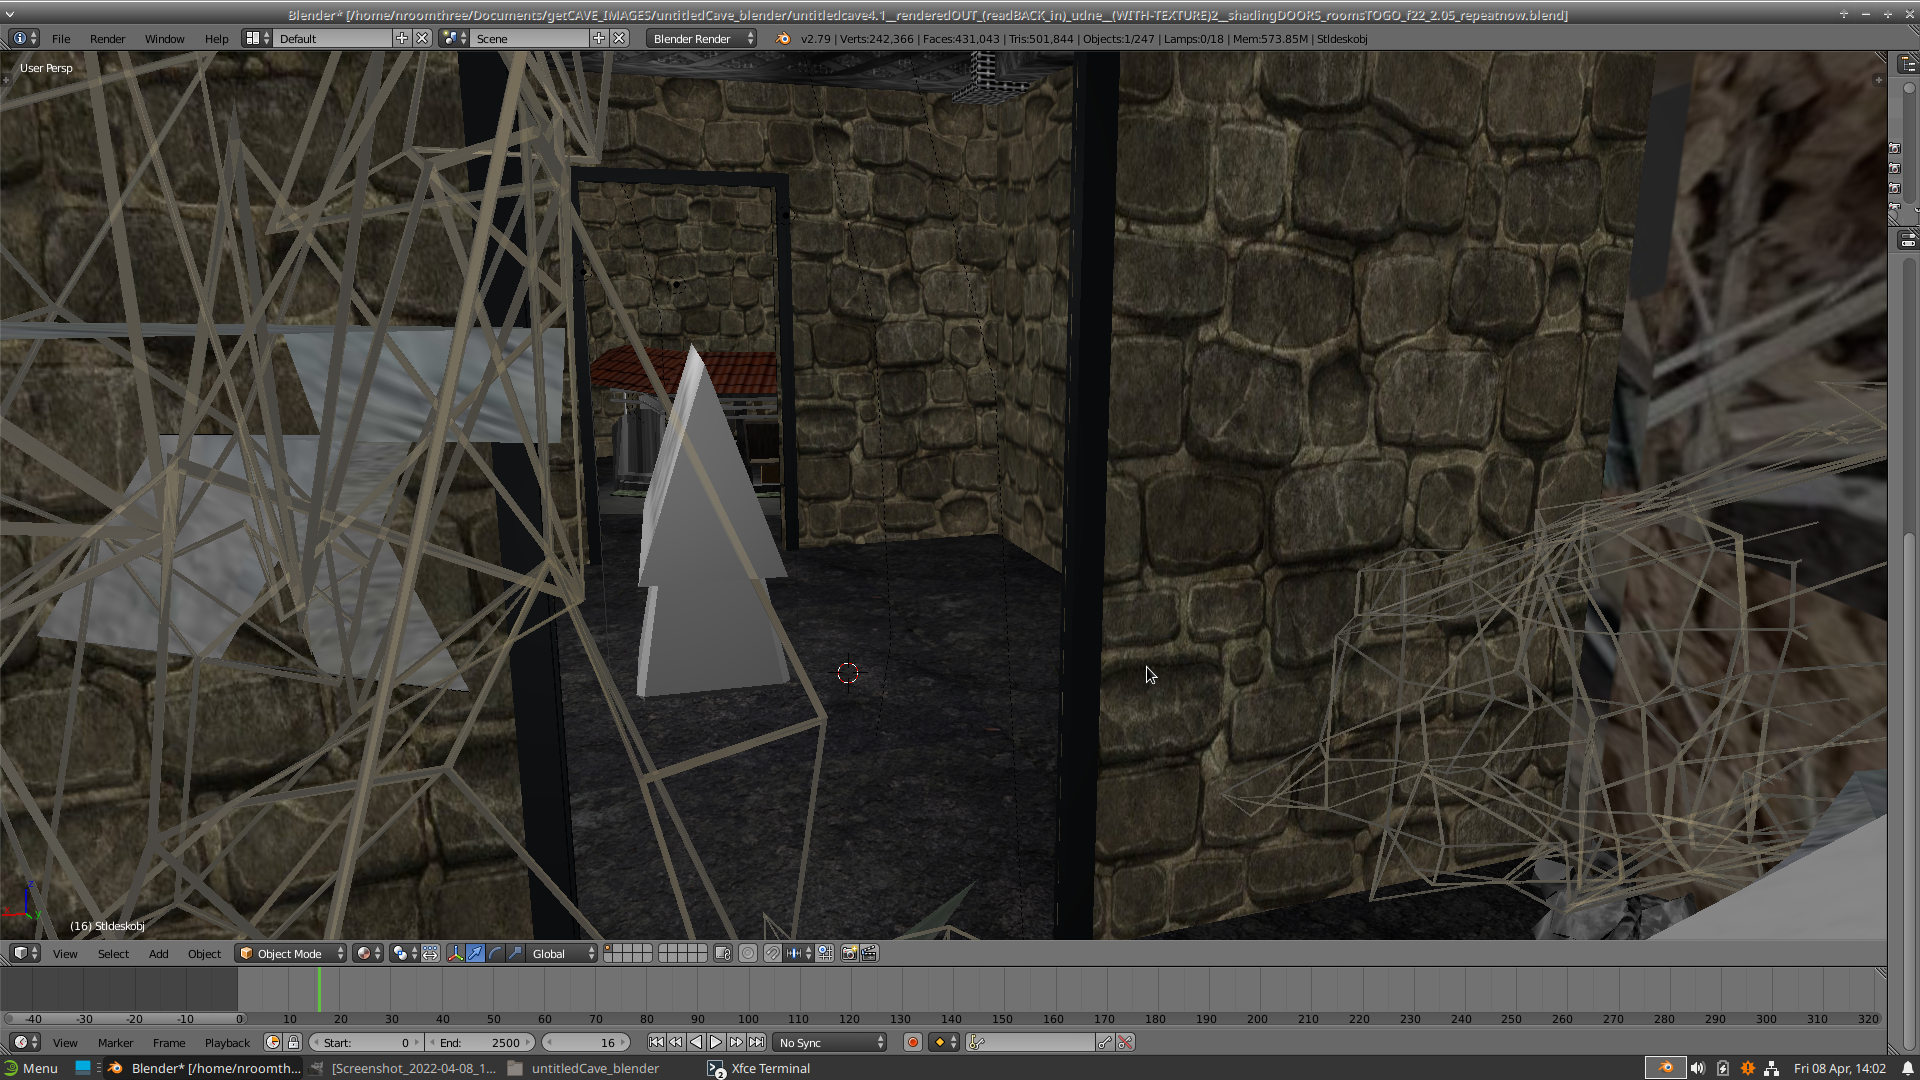 Blender* [/home/nroomthree/Documents/getCAVE_IMAGES/untitledCave_blender/untitledcave4.1__renderedOUT_(readBACK_in)_udne__(WITH-TEXTURE)2__shadingDOORS_roomsTOGO_f22_2.05_repeatnow.blend]
File Render Window Help Default Scene Blender Render v2.79 | Verts:242,366 | Faces:431,043 | Tris:501,844 | Objects:1/247 | Lamps:0/18 | Mem:573.85M | Stldeskobj
User Persp
(16) Stldeskobj
View Select Add Object Object Mode Global
-40 -30 -20 -10 0 10 20 30 40 50 60 70 80 90 100 110 120 130 140 150 160 170 180 190 200 210 220 230 240 250 260 270 280 290 300 310 320
View Marker Frame Playback Start: 0 End: 2500 16 No Sync
Menu Blender* [/home/nroomth... [Screenshot_2022-04-08_1... untitledCave_blender 2 Xfce Terminal Fri 08 Apr, 14:02